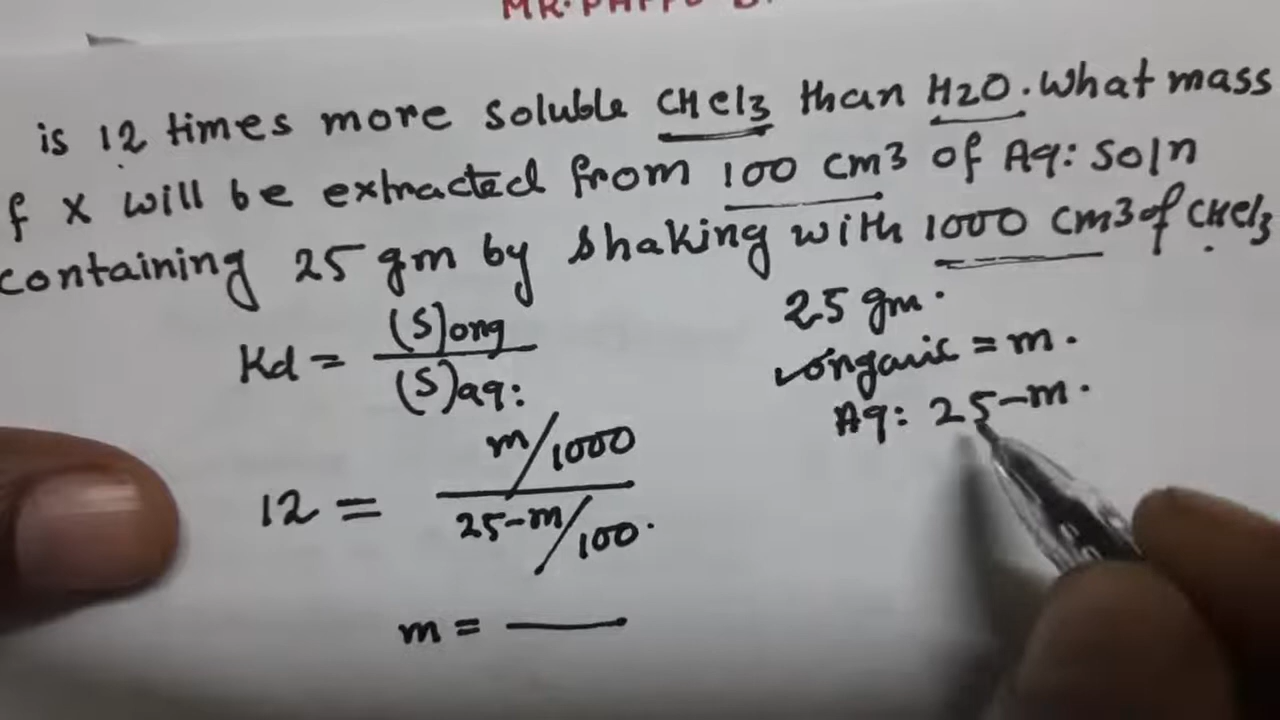 is 12 times more soluble CHCl3 than H2O. What mass
f X will be extracted from 100 cm3 of Aq: soln
containing 25 gm by shaking with 1000 cm3 of CHCl3
25 gm.
Kd = (S)org
(S)aq:
organic = m.
Aq: 25-m.
12 = m/1000
25-m/100.
m =